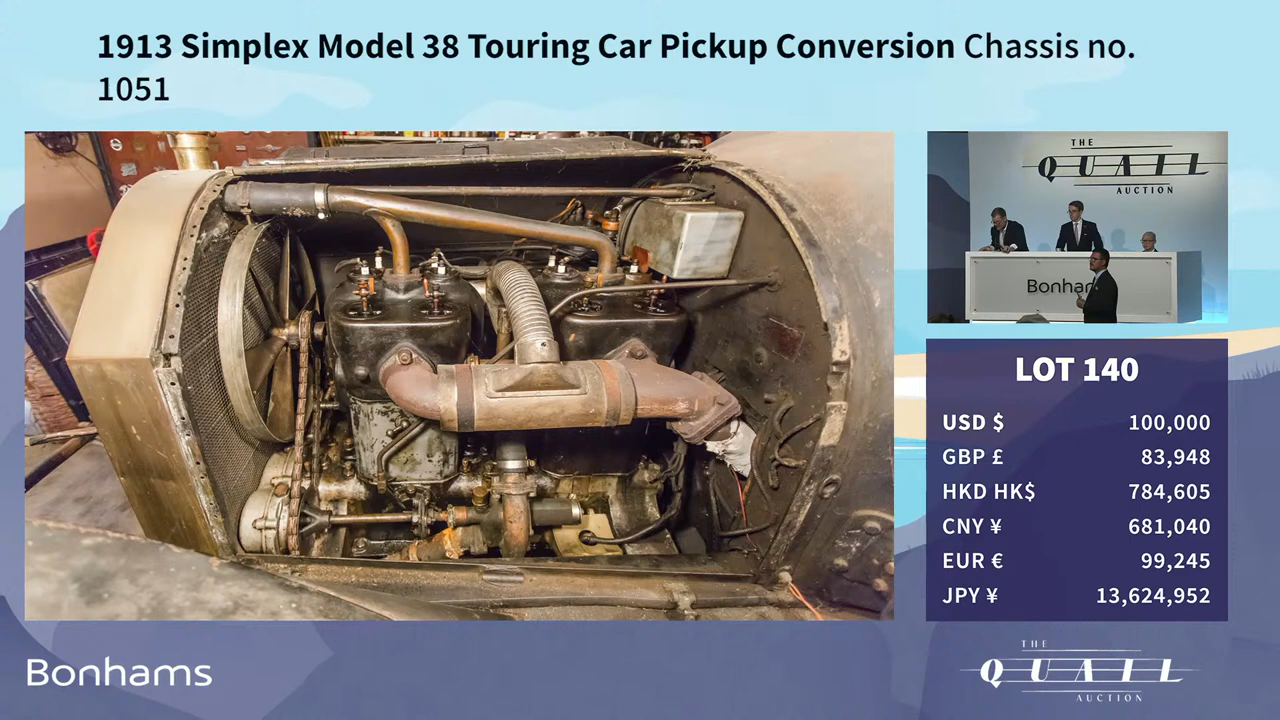 1913 Simplex Model 38 Touring Car Pickup Conversion Chassis no.
1051
THE
QUAIL
AUCTION
Bonham
LOT 140
USD $ 100,000
GBP £ 83,948
HKD HK$ 784,605
CNY ¥ 681,040
EUR € 99,245
JPY ¥ 13,624,952
Bonhams
THE
QUAIL
AUCTION